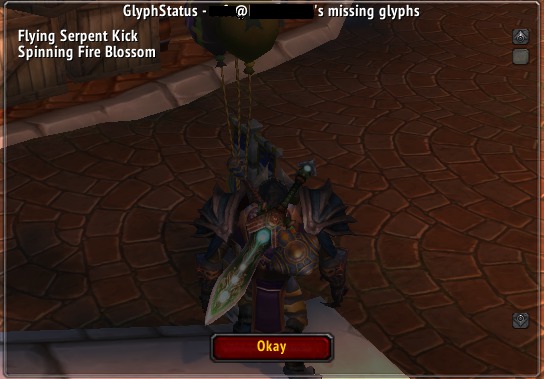 GlyphStatus - @ 's missing glyphs
Flying Serpent Kick
Spinning Fire Blossom
Okay